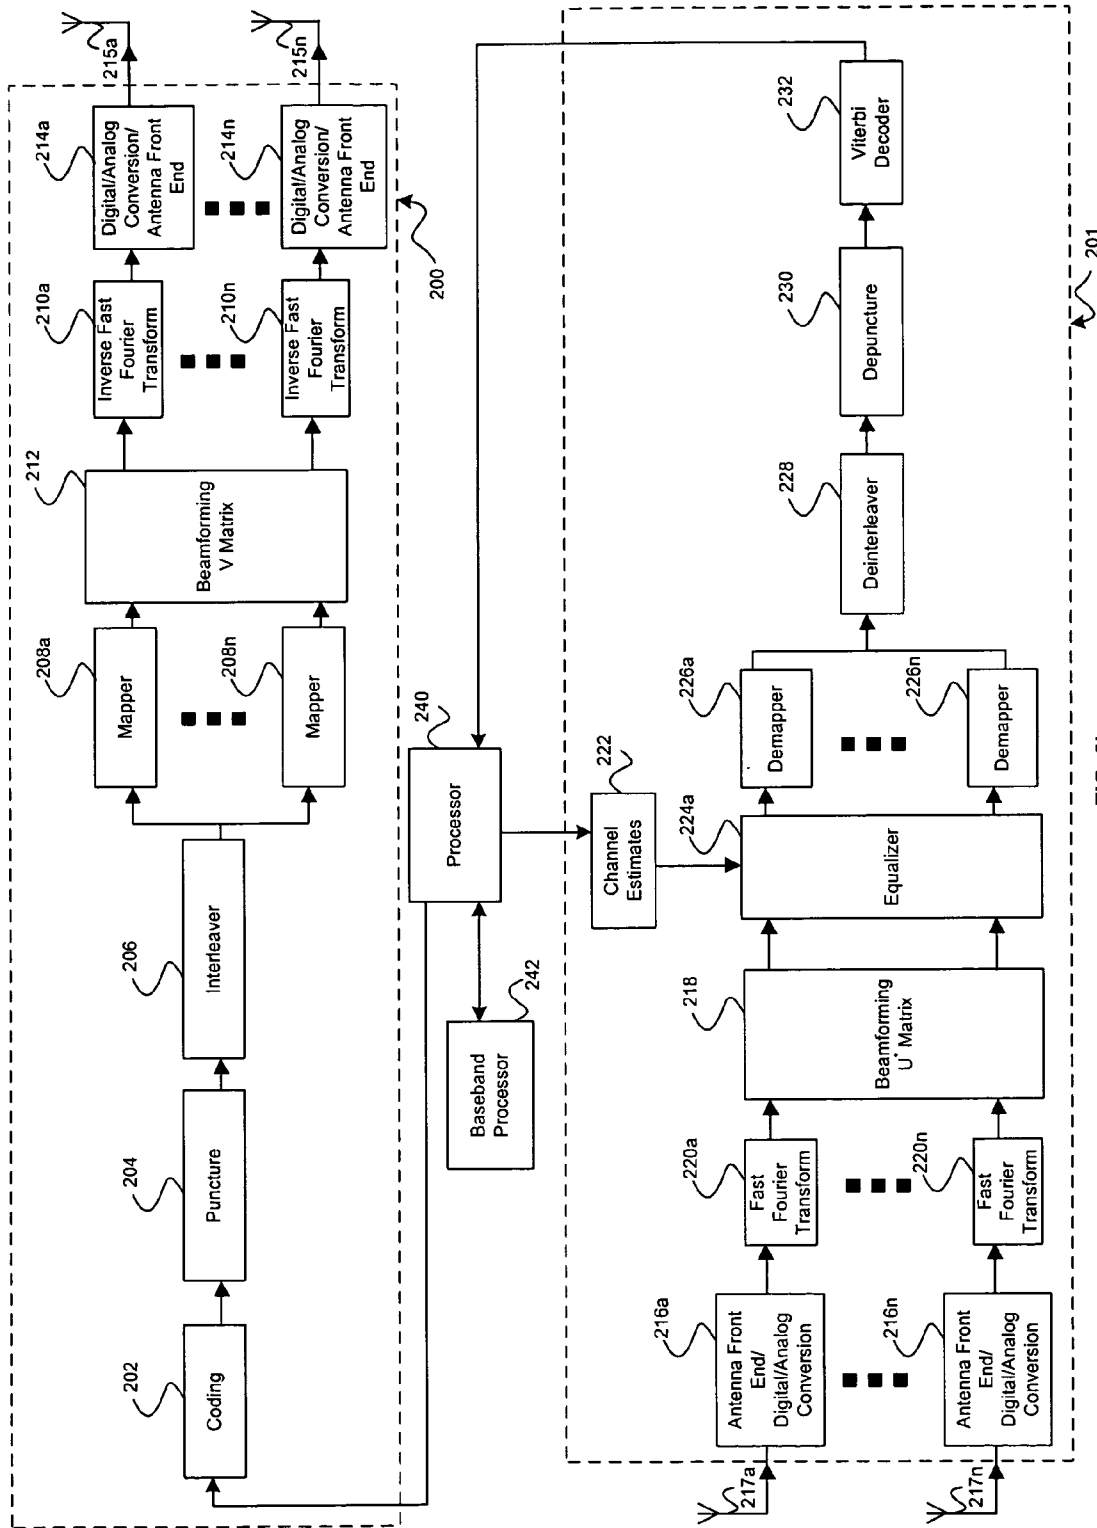 202
Coding
204
Puncture
206
Interleaver
208a
Mapper
208n
Mapper
212
Beamforming
V Matrix
210a
Inverse Fast
Fourier
Transform
210n
Inverse Fast
Fourier
Transform
214a
Digital/Analog
Conversion/
Antenna Front
End
214n
Digital/Analog
Conversion/
Antenna Front
End
215a
215n
200
240
Processor
242
Baseband
Processor
222
Channel
Estimates
217a
217n
216a
Antenna Front
End/
Digital/Analog
Conversion
216n
Antenna Front
End/
Digital/Analog
Conversion
220a
Fast
Fourier
Transform
220n
Fast
Fourier
Transform
218
Beamforming
U* Matrix
224a
Equalizer
226a
Demapper
226n
Demapper
228
Deinterleaver
230
Depuncture
232
Viterbi
Decoder
201